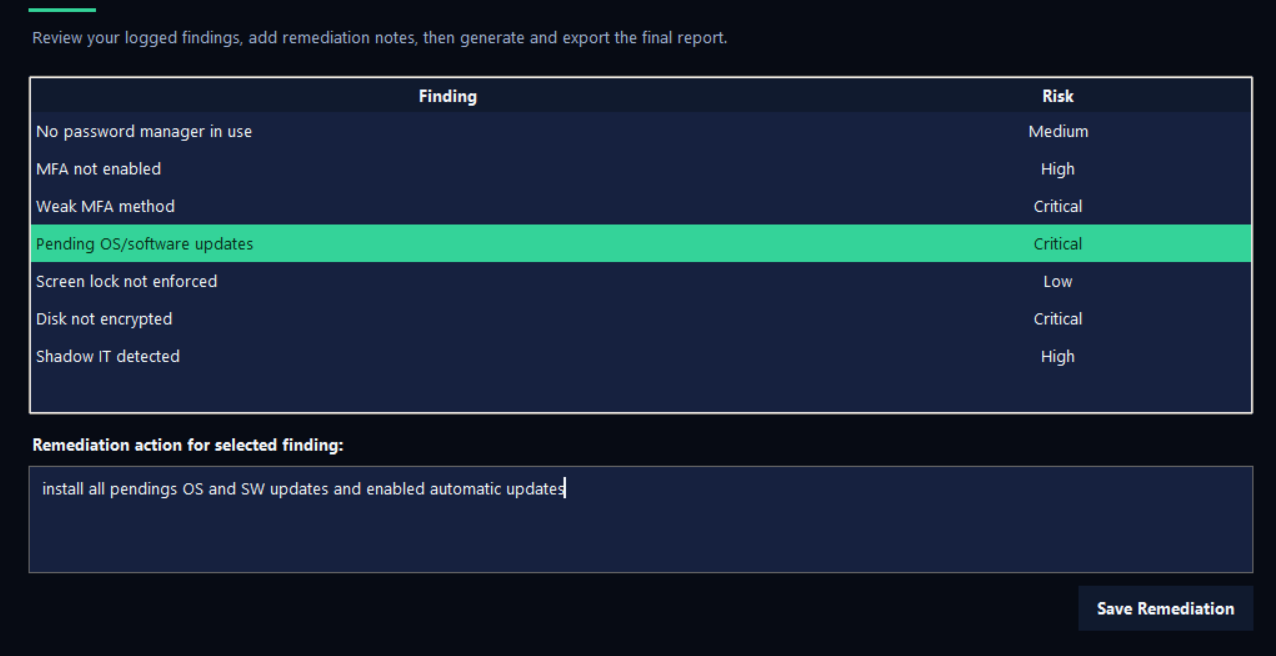 Review your logged findings, add remediation notes, then generate and export the final report.
Finding Risk
No password manager in use Medium
MFA not enabled High
Weak MFA method Critical
Pending OS/software updates Critical
Screen lock not enforced Low
Disk not encrypted Critical
Shadow IT detected High
Remediation action for selected finding:
install all pendings OS and SW updates and enabled automatic updates
Save Remediation